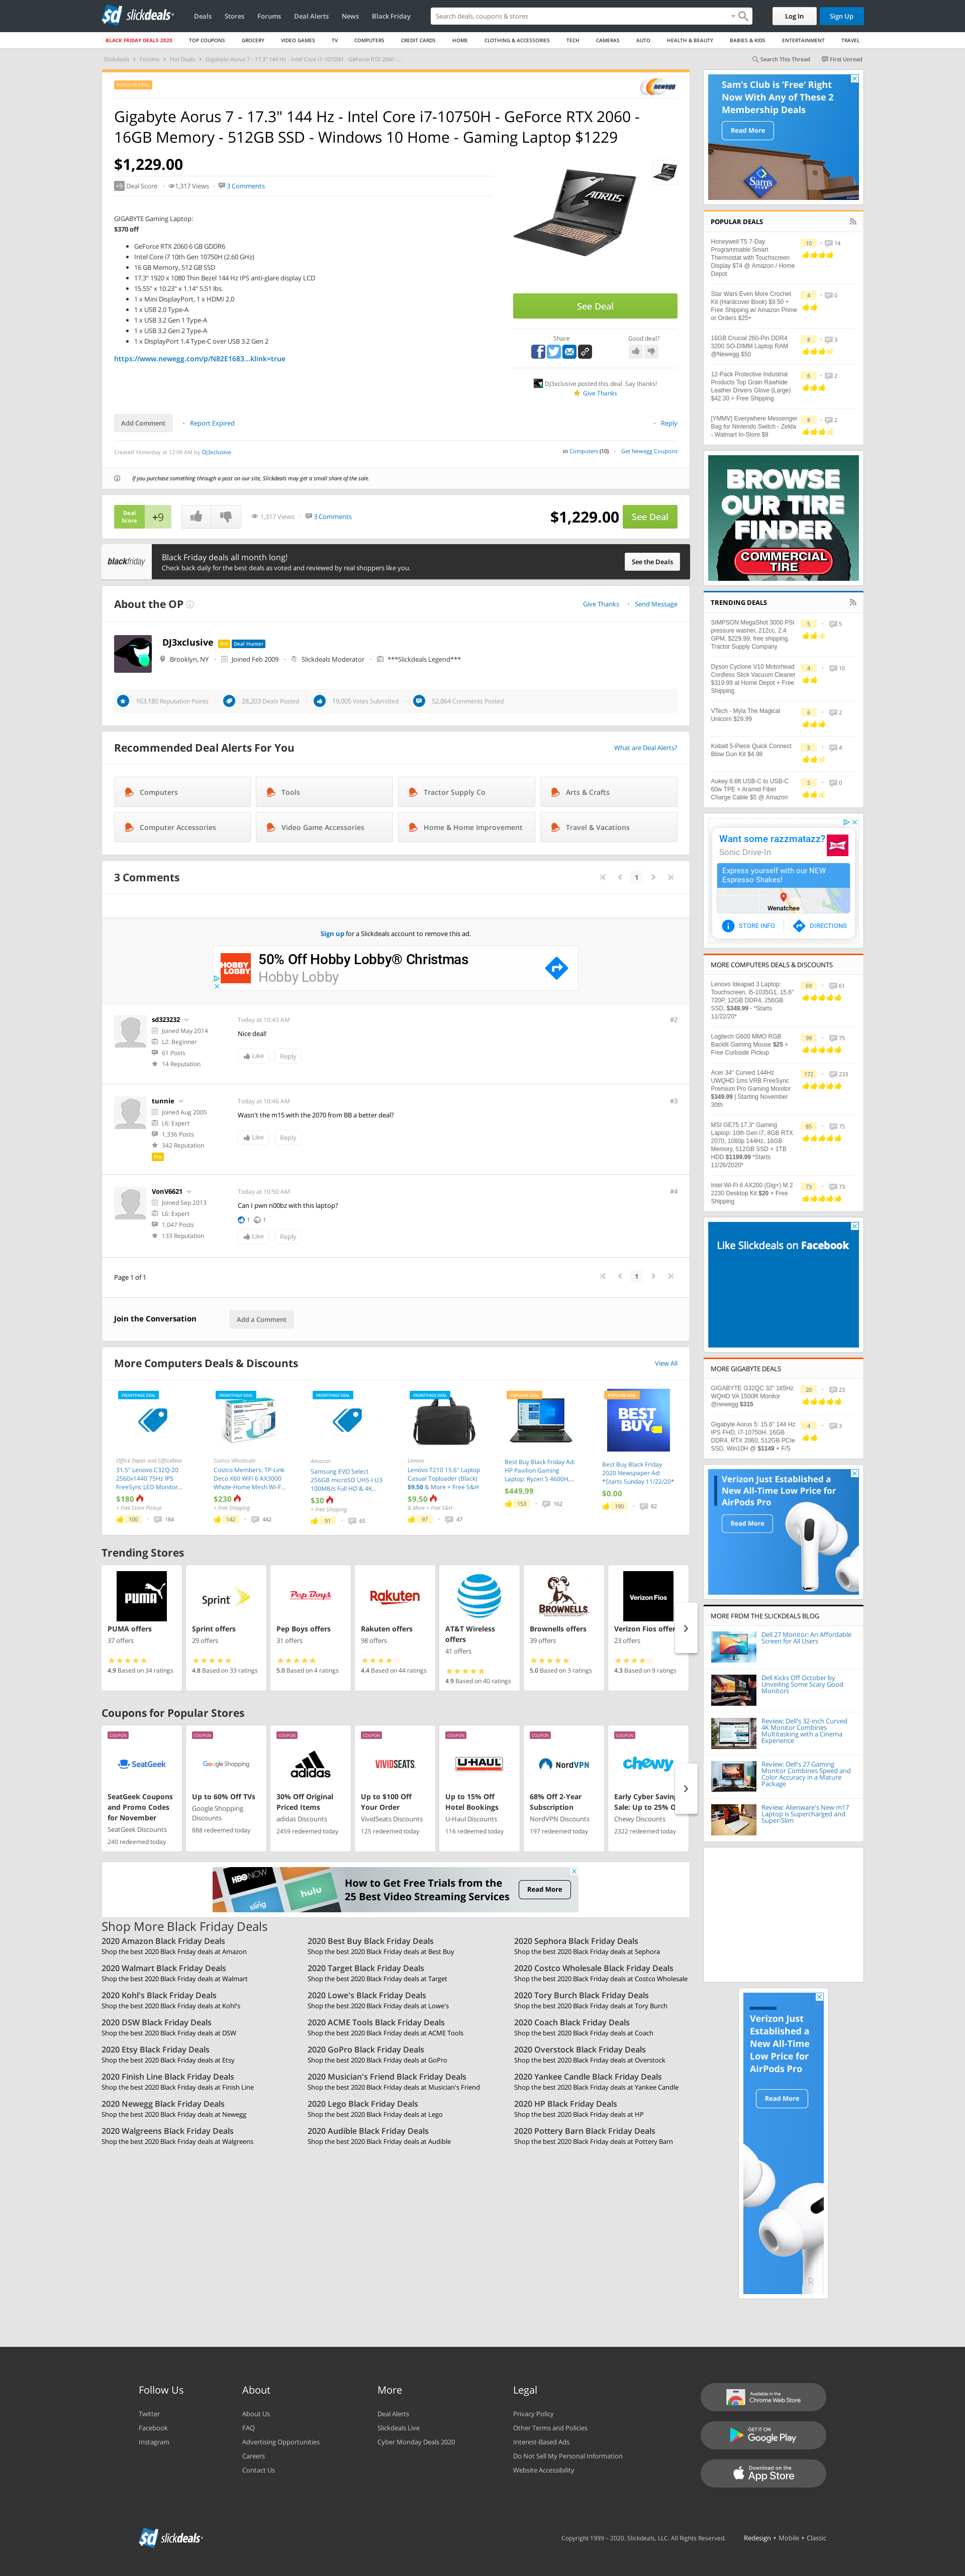 slickdeals
Deals Stores Forums Deal Alerts News Black Friday
Search deals, coupons & stores
Log In Sign Up
BLACK FRIDAY DEALS 2020 TOP COUPONS GROCERY VIDEO GAMES TV COMPUTERS CREDIT CARDS HOME CLOTHING & ACCESSORIES TECH CAMERAS AUTO HEALTH & BEAUTY BABIES & KIDS ENTERTAINMENT TRAVEL
Slickdeals Forums Hot Deals Gigabyte Aorus 7 - 17.3" 144 Hz - Intel Core i7-10750H - GeForce RTX 2060 - ...
Search This Thread First Unread
POPULAR DEAL
newegg
Gigabyte Aorus 7 - 17.3" 144 Hz - Intel Core i7-10750H - GeForce RTX 2060 -
16GB Memory - 512GB SSD - Windows 10 Home - Gaming Laptop $1229
$1,229.00
+9 Deal Score 1,317 Views 3 Comments
GIGABYTE Gaming Laptop:
$370 off
GeForce RTX 2060 6 GB GDDR6
Intel Core i7 10th Gen 10750H (2.60 GHz)
16 GB Memory, 512 GB SSD
17.3" 1920 x 1080 Thin Bezel 144 Hz IPS anti-glare display LCD
15.55" x 10.23" x 1.14" 5.51 lbs.
1 x Mini DisplayPort, 1 x HDMI 2.0
1 x USB 2.0 Type-A
1 x USB 3.2 Gen 1 Type-A
1 x USB 3.2 Gen 2 Type-A
1 x DisplayPort 1.4 Type-C over USB 3.2 Gen 2
https://www.newegg.com/p/N82E1683...klink=true
AORUS
See Deal
Share Good deal?
DJ3xclusive posted this deal. Say thanks!
Give Thanks
Add Comment Report Expired Reply
Created Yesterday at 12:09 AM by DJ3xclusive
in Computers (10) Get Newegg Coupons
If you purchase something through a post on our site, Slickdeals may get a small share of the sale.
Deal Score +9 1,317 Views 3 Comments $1,229.00 See Deal
blackfriday
Black Friday deals all month long!
Check back daily for the best deals as voted and reviewed by real shoppers like you.
See the Deals
About the OP
Give Thanks Send Message
DJ3xclusive Pro Deal Hunter
Brooklyn, NY Joined Feb 2009 Slickdeals Moderator ***Slickdeals Legend***
163,180 Reputation Points 28,203 Deals Posted 19,005 Votes Submitted 52,864 Comments Posted
Recommended Deal Alerts For You
What are Deal Alerts?
Computers Tools Tractor Supply Co Arts & Crafts
Computer Accessories Video Game Accessories Home & Home Improvement Travel & Vacations
3 Comments
1
Sign up for a Slickdeals account to remove this ad.
HOBBY LOBBY
50% Off Hobby Lobby® Christmas
Hobby Lobby
sd323232
Joined May 2014
L2: Beginner
61 Posts
14 Reputation
Today at 10:43 AM #2
Nice deal!
Like Reply
tunnie
Joined Aug 2005
L6: Expert
1,336 Posts
342 Reputation
Pro
Today at 10:46 AM #3
Wasn't the m15 with the 2070 from BB a better deal?
Like Reply
VonV6621
Joined Sep 2013
L6: Expert
1,047 Posts
133 Reputation
Today at 10:50 AM #4
Can I pwn n00bz with this laptop?
1 1
Like Reply
Page 1 of 1
1
Join the Conversation
Add a Comment
More Computers Deals & Discounts
View All
FRONTPAGE DEAL
Office Depot and OfficeMax
31.5" Lenovo C32Q-20
2560x1440 75Hz IPS
FreeSync LED Monitor...
$180
+ Free Store Pickup
100 184
FRONTPAGE DEAL
Costco Wholesale
Costco Members: TP-Link
Deco X60 WiFi 6 AX3000
Whole-Home Mesh Wi-F...
$230
+ Free Shipping
142 442
FRONTPAGE DEAL
Amazon
Samsung EVO Select
256GB microSD UHS-I U3
100MB/s Full HD & 4K...
$30
+ Free Shipping
91 65
FRONTPAGE DEAL
Lenovo
Lenovo T210 15.6" Laptop
Casual Toploader (Black)
$9.50 & More + Free S&H
$9.50
& More + Free S&H
97 47
POPULAR DEAL
Best Buy Black Friday Ad:
HP Pavilion Gaming
Laptop: Ryzen 5 4600H,...
$449.99
153 162
POPULAR DEAL
BEST BUY
Best Buy Black Friday
2020 Newspaper Ad:
*Starts Sunday 11/22/20*
$0.00
190 82
Trending Stores
PUMA
PUMA offers
37 offers
4.9 Based on 34 ratings
Sprint
Sprint offers
29 offers
4.8 Based on 33 ratings
Pep Boys
Pep Boys offers
31 offers
5.0 Based on 4 ratings
Rakuten
Rakuten offers
98 offers
4.4 Based on 44 ratings
AT&T
AT&T Wireless
offers
41 offers
4.9 Based on 40 ratings
BROWNELLS
Brownells offers
39 offers
5.0 Based on 3 ratings
Verizon Fios
Verizon Fios offer
23 offers
4.3 Based on 9 ratings
Coupons for Popular Stores
COUPON
SeatGeek
SeatGeek Coupons
and Promo Codes
for November
SeatGeek Discounts
240 redeemed today
COUPON
Google Shopping
Up to 60% Off TVs
Google Shopping
Discounts
888 redeemed today
COUPON
adidas
30% Off Original
Priced Items
adidas Discounts
2459 redeemed today
COUPON
VIVIDSEATS.
Up to $100 Off
Your Order
VividSeats Discounts
125 redeemed today
COUPON
U-HAUL
Up to 15% Off
Hotel Bookings
U-Haul Discounts
116 redeemed today
COUPON
NordVPN
68% Off 2-Year
Subscription
NordVPN Discounts
197 redeemed today
COUPON
chewy
Early Cyber Saving
Sale: Up to 25% O
Chewy Discounts
2322 redeemed today
HBO NOW
hulu
How to Get Free Trials from the
25 Best Video Streaming Services
Read More
Shop More Black Friday Deals
2020 Amazon Black Friday Deals
Shop the best 2020 Black Friday deals at Amazon
2020 Best Buy Black Friday Deals
Shop the best 2020 Black Friday deals at Best Buy
2020 Sephora Black Friday Deals
Shop the best 2020 Black Friday deals at Sephora
2020 Walmart Black Friday Deals
Shop the best 2020 Black Friday deals at Walmart
2020 Target Black Friday Deals
Shop the best 2020 Black Friday deals at Target
2020 Costco Wholesale Black Friday Deals
Shop the best 2020 Black Friday deals at Costco Wholesale
2020 Kohl's Black Friday Deals
Shop the best 2020 Black Friday deals at Kohl's
2020 Lowe's Black Friday Deals
Shop the best 2020 Black Friday deals at Lowe's
2020 Tory Burch Black Friday Deals
Shop the best 2020 Black Friday deals at Tory Burch
2020 DSW Black Friday Deals
Shop the best 2020 Black Friday deals at DSW
2020 ACME Tools Black Friday Deals
Shop the best 2020 Black Friday deals at ACME Tools
2020 Coach Black Friday Deals
Shop the best 2020 Black Friday deals at Coach
2020 Etsy Black Friday Deals
Shop the best 2020 Black Friday deals at Etsy
2020 GoPro Black Friday Deals
Shop the best 2020 Black Friday deals at GoPro
2020 Overstock Black Friday Deals
Shop the best 2020 Black Friday deals at Overstock
2020 Finish Line Black Friday Deals
Shop the best 2020 Black Friday deals at Finish Line
2020 Musician's Friend Black Friday Deals
Shop the best 2020 Black Friday deals at Musician's Friend
2020 Yankee Candle Black Friday Deals
Shop the best 2020 Black Friday deals at Yankee Candle
2020 Newegg Black Friday Deals
Shop the best 2020 Black Friday deals at Newegg
2020 Lego Black Friday Deals
Shop the best 2020 Black Friday deals at Lego
2020 HP Black Friday Deals
Shop the best 2020 Black Friday deals at HP
2020 Walgreens Black Friday Deals
Shop the best 2020 Black Friday deals at Walgreens
2020 Audible Black Friday Deals
Shop the best 2020 Black Friday deals at Audible
2020 Pottery Barn Black Friday Deals
Shop the best 2020 Black Friday deals at Pottery Barn
Sam's Club is 'Free' Right
Now With Any of These 2
Membership Deals
Read More
Sam's Club
POPULAR DEALS
Honeywell T5 7-Day
Programmable Smart
Thermostat with Touchscreen
Display $74 @ Amazon / Home
Depot
10 14
Star Wars Even More Crochet
Kit (Hardcover Book) $9.50 +
Free Shipping w/ Amazon Prime
or Orders $25+
4 0
16GB Crucial 260-Pin DDR4
3200 SO-DIMM Laptop RAM
@Newegg $50
8 3
12-Pack Protective Industrial
Products Top Grain Rawhide
Leather Drivers Glove (Large)
$42.30 + Free Shipping
6 2
[YMMV] Everywhere Messenger
Bag for Nintendo Switch - Zelda
- Walmart In-Store $9
8 2
BROWSE
OUR TIRE
FINDER
COMMERCIAL
TIRE
TRENDING DEALS
SIMPSON MegaShot 3000 PSI
pressure washer, 212cc, 2.4
GPM, $229.99, free shipping,
Tractor Supply Company
5 5
Dyson Cyclone V10 Motorhead
Cordless Stick Vacuum Cleaner
$319.99 at Home Depot + Free
Shipping
4 10
VTech - Myla The Magical
Unicorn $29.99
6 2
Kobalt 5-Piece Quick Connect
Blow Gun Kit $4.98
5 4
Aukey 6.6ft USB-C to USB-C
60w TPE + Aramid Fiber
Charge Cable $5 @ Amazon
5 0
Want some razzmatazz?
Sonic Drive-In
Express yourself with our NEW
Espresso Shakes!
Wenatchee
STORE INFO DIRECTIONS
MORE COMPUTERS DEALS & DISCOUNTS
Lenovo Ideapad 3 Laptop:
Touchscreen, i5-1035G1, 15.6"
720P, 12GB DDR4, 256GB
SSD, $349.99 - *Starts
11/22/20*
69 61
Logitech G600 MMO RGB
Backlit Gaming Mouse $25 +
Free Curbside Pickup
99 75
Acer 34" Curved 144Hz
UWQHD 1ms VRB FreeSync
Premium Pro Gaming Monitor
$349.99 | Starting November
30th
172 233
MSI GE75 17.3" Gaming
Laptop: 10th Gen i7, 8GB RTX
2070, 1080p 144Hz, 16GB
Memory, 512GB SSD + 1TB
HDD $1199.99 *Starts
11/26/2020*
85 75
Intel Wi-Fi 6 AX200 (Gig+) M.2
2230 Desktop Kit $20 + Free
Shipping
73 73
Like Slickdeals on Facebook
MORE GIGABYTE DEALS
GIGABYTE G32QC 32" 165Hz
WQHD VA 1500R Monitor
@newegg $315
20 23
Gigabyte Aorus 5: 15.6'' 144 Hz
IPS FHD, i7-10750H, 16GB
DDR4, RTX 2060, 512GB PCIe
SSD, Win10H @ $1149 + F/S
4 3
Verizon Just Established a
New All-Time Low Price for
AirPods Pro
Read More
MORE FROM THE SLICKDEALS BLOG
Dell 27 Monitor: An Affordable
Screen for All Users
Dell Kicks Off October by
Unveiling Some Scary Good
Monitors
Review: Dell's 32-inch Curved
4K Monitor Combines
Multitasking with a Cinema
Experience
Review: Dell's 27 Gaming
Monitor Combines Speed and
Color Accuracy in a Mature
Package
Review: Alienware's New m17
Laptop is Supercharged and
Super-Slim
Verizon Just
Established a
New All-Time
Low Price for
AirPods Pro
Read More
R
Follow Us
Twitter
Facebook
Instagram
About
About Us
FAQ
Advertising Opportunities
Careers
Contact Us
More
Deal Alerts
Slickdeals Live
Cyber Monday Deals 2020
Legal
Privacy Policy
Other Terms and Policies
Interest-Based Ads
Do Not Sell My Personal Information
Website Accessibility
Available in the
Chrome Web Store
GET IT ON
Google Play
Download on the
App Store
slickdeals
Copyright 1999 – 2020. Slickdeals, LLC. All Rights Reserved.
Redesign • Mobile • Classic